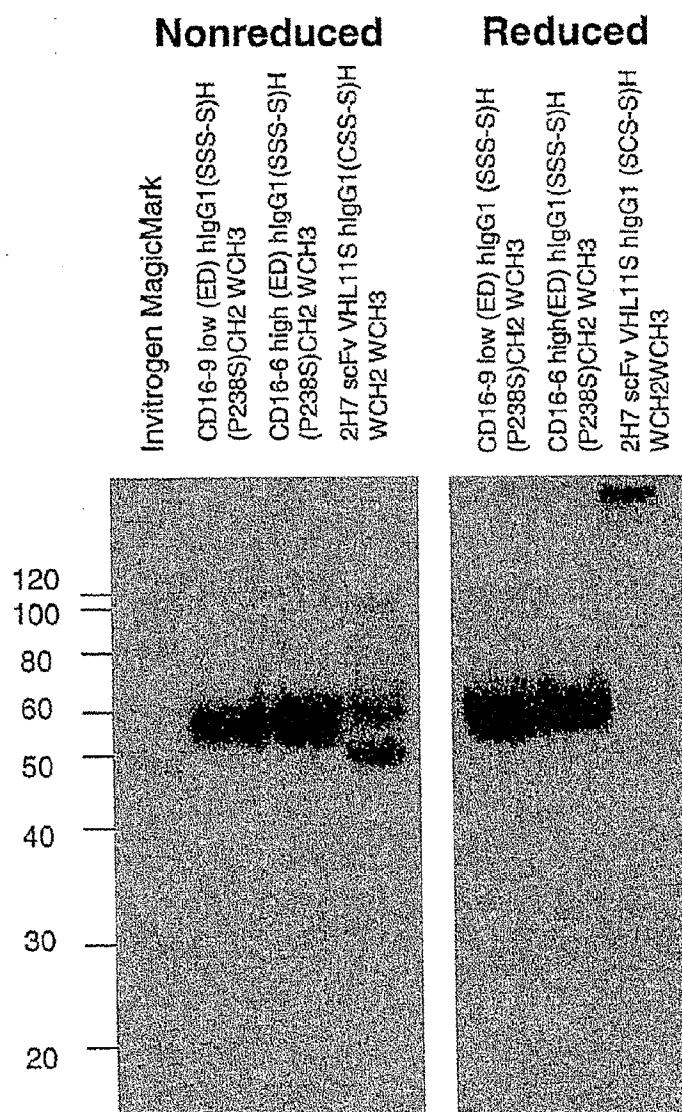 Nonreduced
Reduced
Invitrogen MagicMark
CD16-9 low (ED) hIgG1(SSS-S)H
(P238S)CH2 WCH3
CD16-6 high (ED) hIgG1(SSS-S)H
(P238S)CH2 WCH3
2H7 scFv VHL11S hIgG1(CSS-S)H
WCH2 WCH3
CD16-9 low (ED) hIgG1 (SSS-S)H
(P238S)CH2 WCH3
CD16-6 high(ED) hIgG1(SSS-S)H
(P238S)CH2 WCH3
2H7 scFv VHL11S hIgG1 (SCS-S)H
WCH2WCH3
120
100
80
60
50
40
30
20